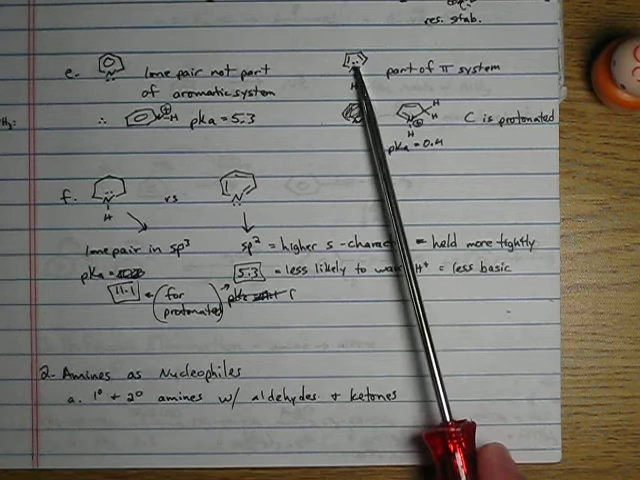 res. stab.
e. lone pair not part part of π system
of aromatic system
∴ ⊕ H pka = 5.3 H H C is protonated
N ⊕
H
pka = 0.4
f. N H vs N
lone pair in sp³ sp² = higher s-charac = held more tightly
pka = 5.3 = less likely to wa H⁺ = less basic
11.1 ← (for protonated)
2. Amines as Nucleophiles
a. 1° + 2° amines w/ aldehydes + ketones